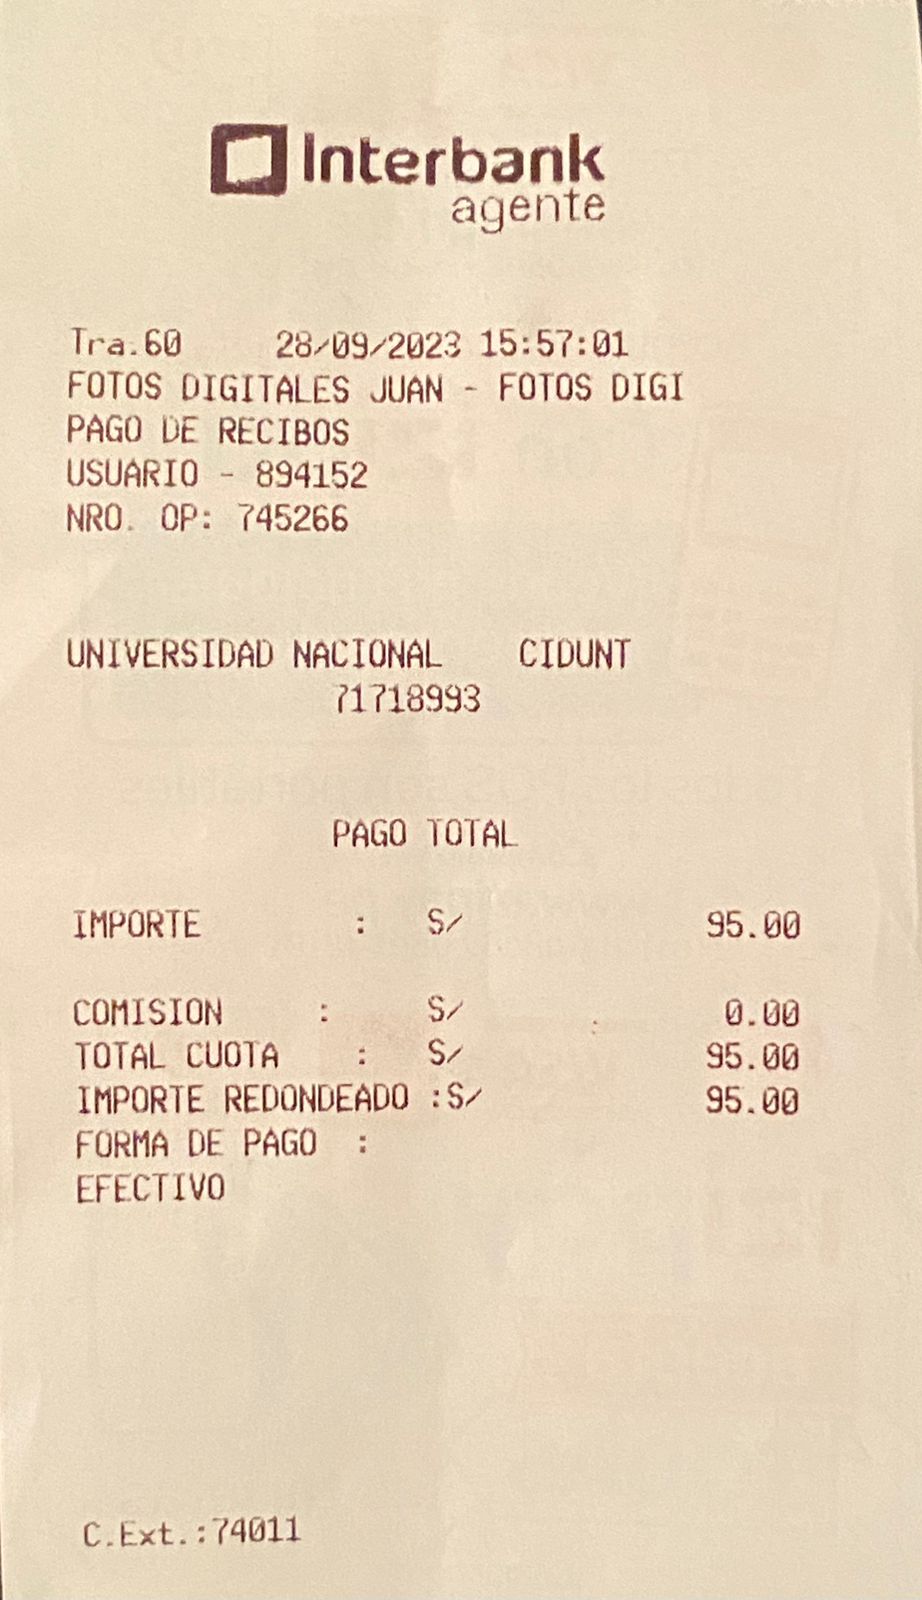 Interbank
agente
Tra.60 28/09/2023 15:57:01
FOTOS DIGITALES JUAN - FOTOS DIGI
PAGO DE RECIBOS
USUARIO - 894152
NRO. OP: 745266
UNIVERSIDAD NACIONAL CIDUNT
71718993
PAGO TOTAL
IMPORTE : S/ 95.00
COMISION : S/ 0.00
TOTAL CUOTA : S/ 95.00
IMPORTE REDONDEADO :S/ 95.00
FORMA DE PAGO :
EFECTIVO
C.Ext.:74011